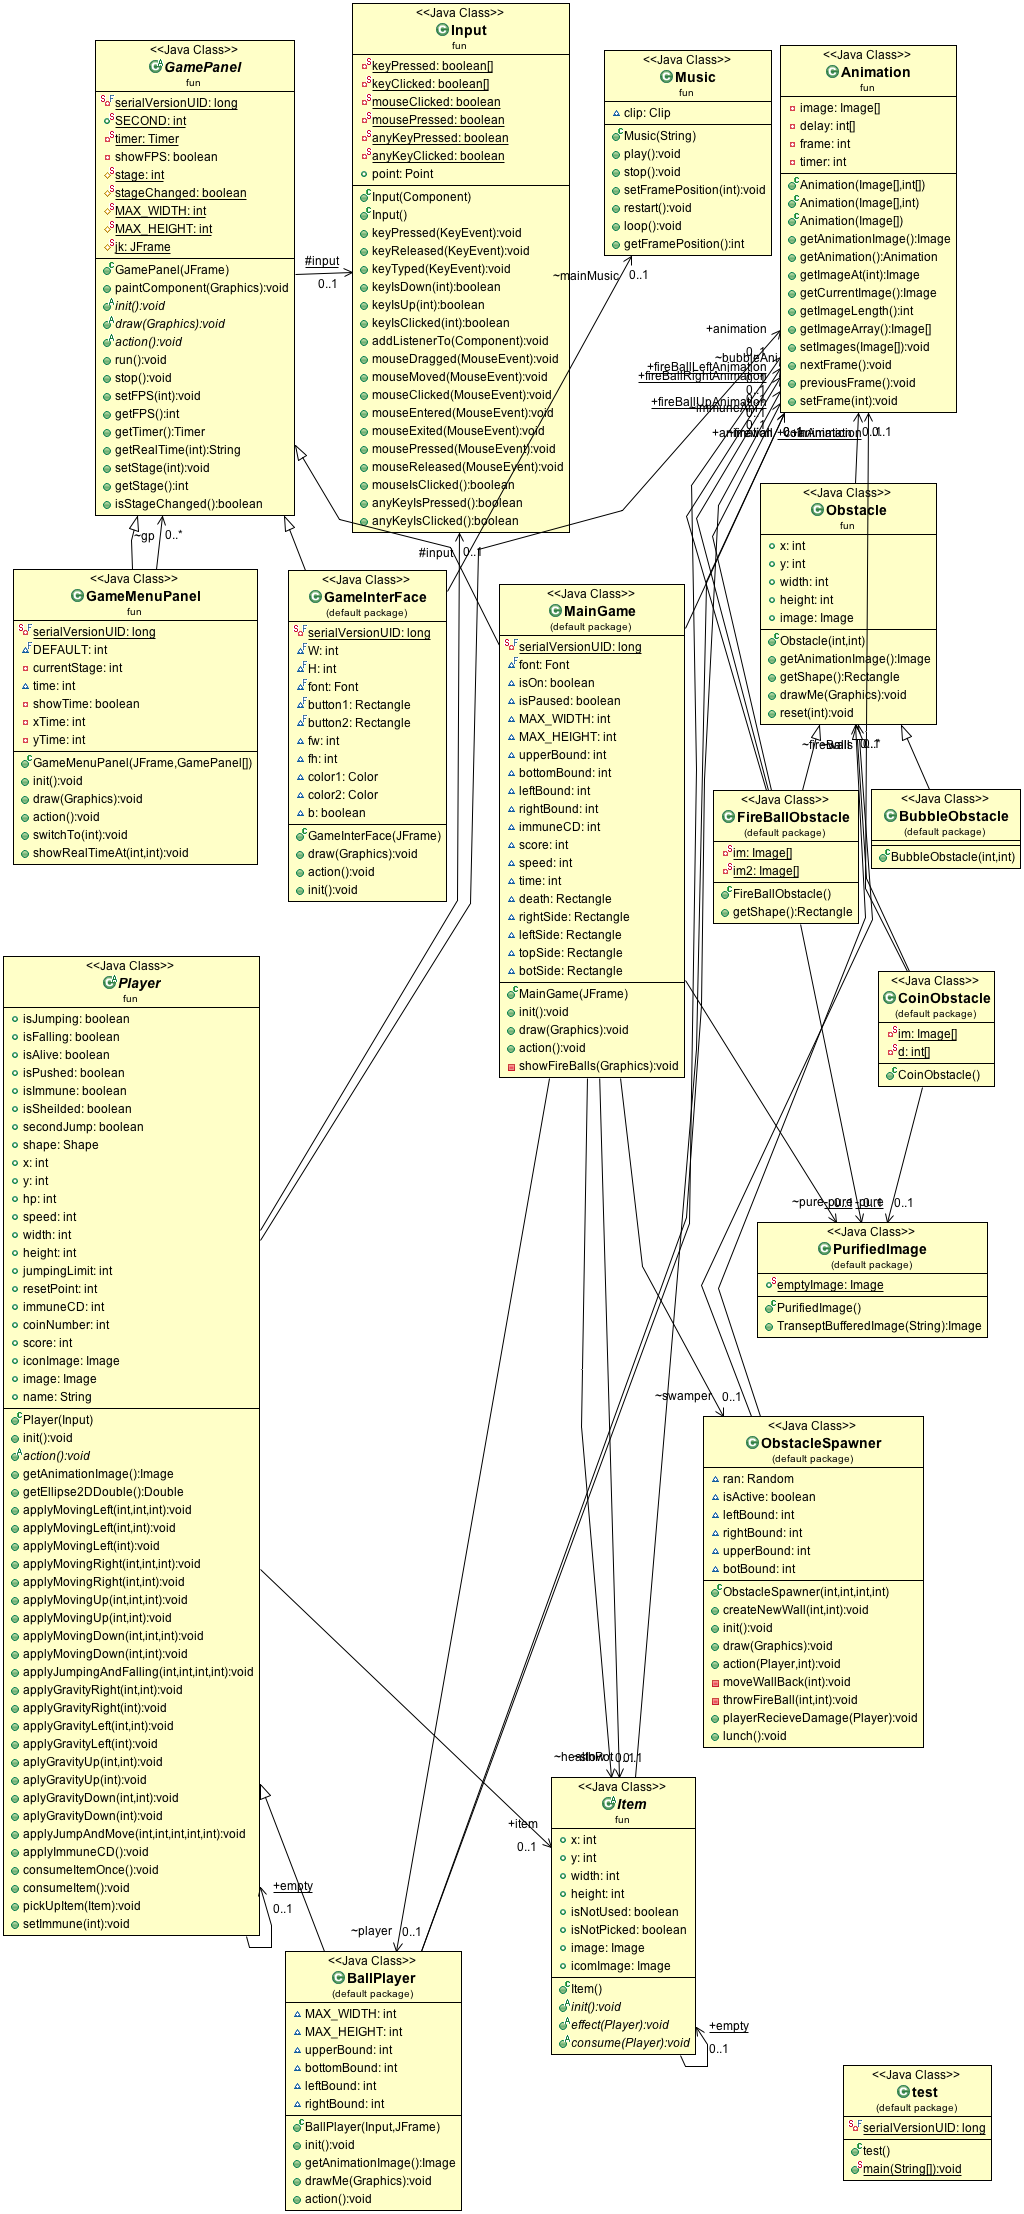 <<Java Class>>
GamePanel
fun
serialVersionUID: long
SECOND: int
timer: Timer
showFPS: boolean
stage: int
stageChanged: boolean
MAX_WIDTH: int
MAX_HEIGHT: int
jk: JFrame
GamePanel(JFrame)
paintComponent(Graphics):void
init():void
draw(Graphics):void
action():void
run():void
stop():void
setFPS(int):void
getFPS():int
getTimer():Timer
getRealTime(int):String
setStage(int):void
getStage():int
isStageChanged():boolean
#input
0..1
<<Java Class>>
Input
fun
keyPressed: boolean[]
keyClicked: boolean[]
mouseClicked: boolean
mousePressed: boolean
anyKeyPressed: boolean
anyKeyClicked: boolean
point: Point
Input(Component)
Input()
keyPressed(KeyEvent):void
keyReleased(KeyEvent):void
keyTyped(KeyEvent):void
keyIsDown(int):boolean
keyIsUp(int):boolean
keyIsClicked(int):boolean
addListenerTo(Component):void
mouseDragged(MouseEvent):void
mouseMoved(MouseEvent):void
mouseClicked(MouseEvent):void
mouseEntered(MouseEvent):void
mouseExited(MouseEvent):void
mousePressed(MouseEvent):void
mouseReleased(MouseEvent):void
mouseIsClicked():boolean
anyKeyIsPressed():boolean
anyKeyIsClicked():boolean
#input
0..1
<<Java Class>>
Music
fun
clip: Clip
Music(String)
play():void
stop():void
setFramePosition(int):void
restart():void
loop():void
getFramePosition():int
~mainMusic
0..1
<<Java Class>>
Animation
fun
image: Image[]
delay: int[]
frame: int
timer: int
Animation(Image[],int[])
Animation(Image[],int)
Animation(Image[])
getAnimationImage():Image
getAnimation():Animation
getImageAt(int):Image
getCurrentImage():Image
getImageLength():int
getImageArray():Image[]
setImages(Image[]):void
nextFrame():void
previousFrame():void
setFrame(int):void
+animation
0..1
~bubbleAni
+fireBallLeftAnimation
0..1
+fireBallRightAnimation
0..1
+fireBallUpAnimation
0..1
0..1
+coinAnimation
<<Java Class>>
Obstacle
fun
x: int
y: int
width: int
height: int
image: Image
Obstacle(int,int)
getAnimationImage():Image
getShape():Rectangle
drawMe(Graphics):void
reset(int):void
~gp
0..*
<<Java Class>>
GameMenuPanel
fun
serialVersionUID: long
DEFAULT: int
currentStage: int
time: int
showTime: boolean
xTime: int
yTime: int
GameMenuPanel(JFrame,GamePanel[])
init():void
draw(Graphics):void
action():void
switchTo(int):void
showRealTimeAt(int,int):void
<<Java Class>>
GameInterFace
(default package)
serialVersionUID: long
W: int
H: int
font: Font
button1: Rectangle
button2: Rectangle
fw: int
fh: int
color1: Color
color2: Color
b: boolean
GameInterFace(JFrame)
draw(Graphics):void
action():void
init():void
<<Java Class>>
MainGame
(default package)
serialVersionUID: long
font: Font
isOn: boolean
isPaused: boolean
MAX_WIDTH: int
MAX_HEIGHT: int
upperBound: int
bottomBound: int
leftBound: int
rightBound: int
immuneCD: int
score: int
speed: int
time: int
death: Rectangle
rightSide: Rectangle
leftSide: Rectangle
topSide: Rectangle
botSide: Rectangle
MainGame(JFrame)
init():void
draw(Graphics):void
action():void
showFireBalls(Graphics):void
~fireBalls
<<Java Class>>
FireBallObstacle
(default package)
im: Image[]
im2: Image[]
FireBallObstacle()
getShape():Rectangle
<<Java Class>>
BubbleObstacle
(default package)
BubbleObstacle(int,int)
<<Java Class>>
CoinObstacle
(default package)
im: Image[]
d: int[]
CoinObstacle()
~pure
-pure
-pure
0..1
0..1
0..1
<<Java Class>>
PurifiedImage
(default package)
emptyImage: Image
PurifiedImage()
TranseptBufferedImage(String):Image
<<Java Class>>
Player
fun
isJumping: boolean
isFalling: boolean
isAlive: boolean
isPushed: boolean
isImmune: boolean
isSheilded: boolean
secondJump: boolean
shape: Shape
x: int
y: int
hp: int
speed: int
width: int
height: int
jumpingLimit: int
resetPoint: int
immuneCD: int
coinNumber: int
score: int
iconImage: Image
image: Image
name: String
Player(Input)
init():void
action():void
getAnimationImage():Image
getEllipse2DDouble():Double
applyMovingLeft(int,int,int):void
applyMovingLeft(int,int):void
applyMovingLeft(int):void
applyMovingRight(int,int,int):void
applyMovingRight(int,int):void
applyMovingUp(int,int,int):void
applyMovingUp(int,int):void
applyMovingDown(int,int,int):void
applyMovingDown(int,int):void
applyJumpingAndFalling(int,int,int,int):void
applyGravityRight(int,int):void
applyGravityRight(int):void
applyGravityLeft(int,int):void
applyGravityLeft(int):void
aplyGravityUp(int,int):void
aplyGravityUp(int):void
aplyGravityDown(int,int):void
aplyGravityDown(int):void
applyJumpAndMove(int,int,int,int,int):void
applyImmuneCD():void
consumeItemOnce():void
consumeItem():void
pickUpItem(Item):void
setImmune(int):void
+empty
0..1
~swamper
0..1
<<Java Class>>
ObstacleSpawner
(default package)
ran: Random
isActive: boolean
leftBound: int
rightBound: int
upperBound: int
botBound: int
ObstacleSpawner(int,int,int,int)
createNewWall(int,int):void
init():void
draw(Graphics):void
action(Player,int):void
moveWallBack(int):void
throwFireBall(int,int):void
playerRecieveDamage(Player):void
lunch():void
+item
0..1
<<Java Class>>
Item
fun
x: int
y: int
width: int
height: int
isNotUsed: boolean
isNotPicked: boolean
image: Image
icomImage: Image
Item()
init():void
effect(Player):void
consume(Player):void
+empty
0..1
~player
0..1
<<Java Class>>
BallPlayer
(default package)
MAX_WIDTH: int
MAX_HEIGHT: int
upperBound: int
bottomBound: int
leftBound: int
rightBound: int
BallPlayer(Input,JFrame)
init():void
getAnimationImage():Image
drawMe(Graphics):void
action():void
<<Java Class>>
test
(default package)
serialVersionUID: long
test()
main(String[]):void